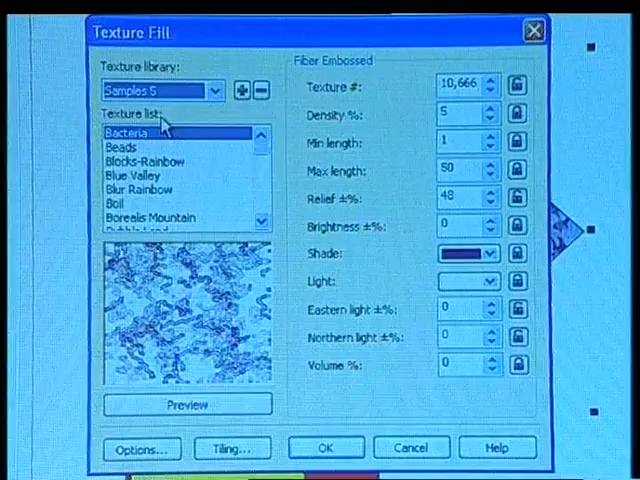 Texture Fill
Texture library:
Samples 5
Texture list:
Bacteria
Beads
Blocks-Rainbow
Blue Valley
Blur Rainbow
Boil
Borealis Mountain
Preview
Options...
Tiling...
OK
Cancel
Help
Fiber Embossed
Texture #: 10,666
Density %: 5
Min length: 1
Max length: 50
Relief ±%: 48
Brightness ±%: 0
Shade:
Light:
Eastern light ±%: 0
Northern light ±%: 0
Volume %: 0